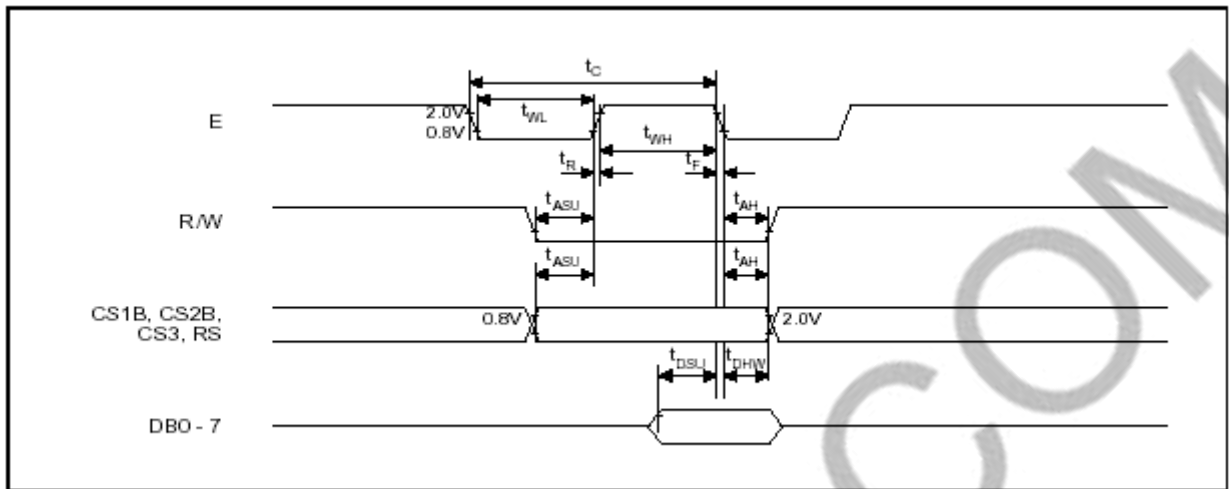 tC
2.0V
tWL
E
0.8V
tWH
tR
tF
tASU
tAH
R/W
tASU
tAH
CS1B, CS2B,
CS3, RS
0.8V
2.0V
tDSU
tDHW
DB0 - 7
COM